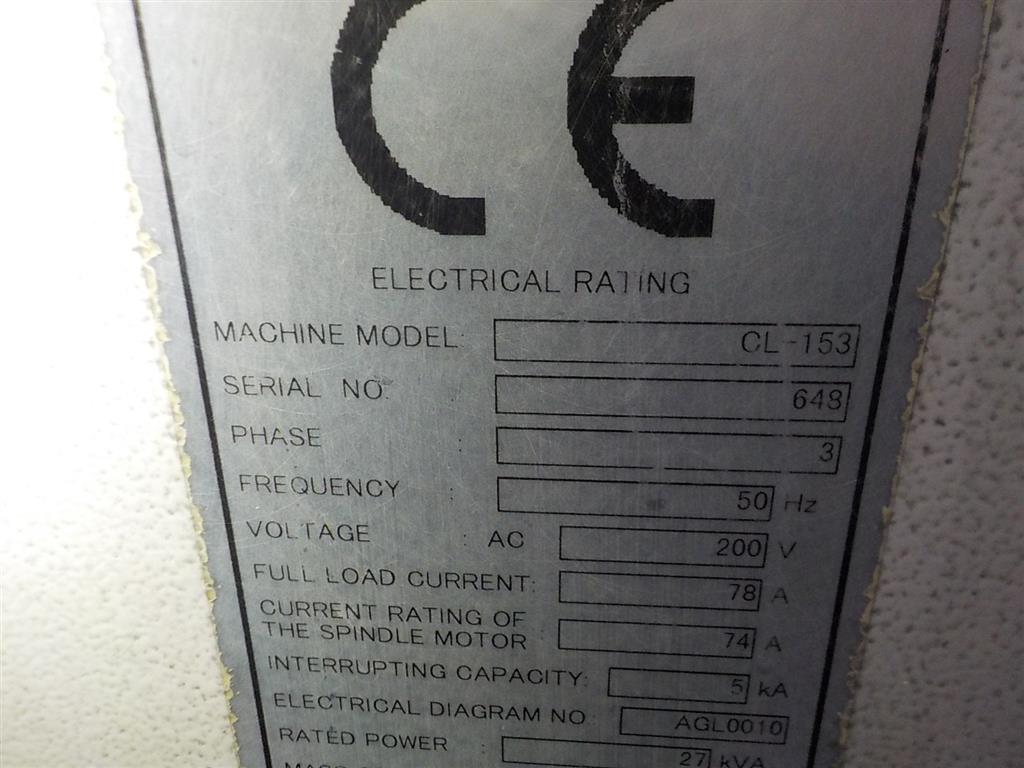 CE
ELECTRICAL RATING
MACHINE MODEL: CL-153
SERIAL NO. 648
PHASE : 3
FREQUENCY : 50 Hz
VOLTAGE : AC 200 V
FULL LOAD CURRENT: 78 A
CURRENT RATING OF
THE SPINDLE MOTOR : 74 A
INTERRUPTING CAPACITY: 5 kA
ELECTRICAL DIAGRAM NO AGL0010
RATED POWER : 27 kVA